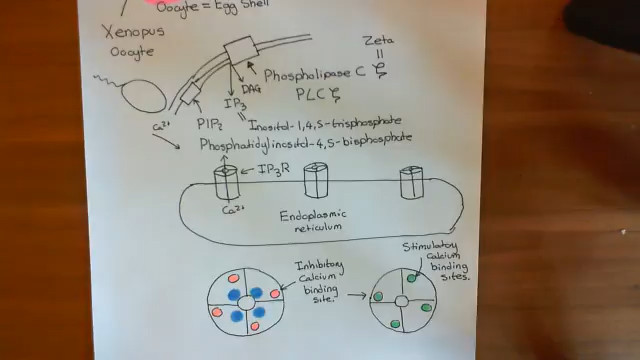 Oocyte = Egg Shell
Xenopus
Oocyte
Zeta
=
ζ
Phospholipase C
PLC ζ
DAG
IP3
PIP2
= Inositol-1,4,5-trisphosphate
Phosphatidylinositol-4,5-bisphosphate
Ca2+
IP3R
Ca2+
Endoplasmic
reticulum
Inhibitory
Calcium
binding
site.
Stimulatory
Calcium
binding
sites.